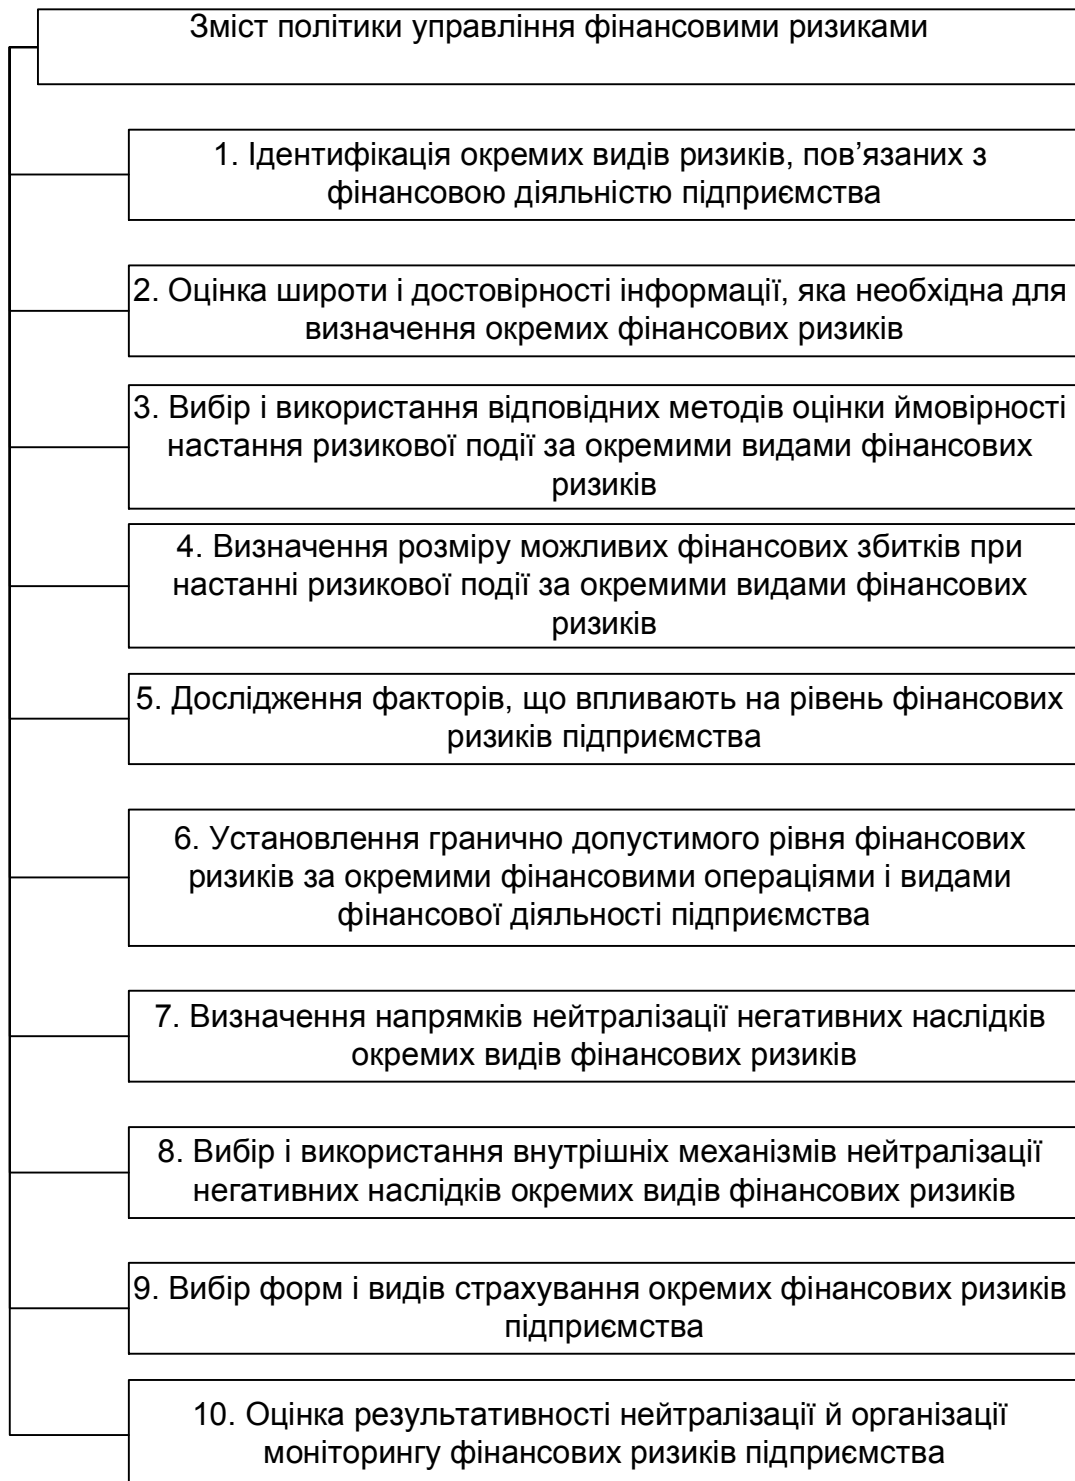 Зміст політики управління фінансовими ризиками
1. Ідентифікація окремих видів ризиків, пов’язаних з
фінансовою діяльністю підприємства
2. Оцінка широти і достовірності інформації, яка необхідна для
визначення окремих фінансових ризиків
3. Вибір і використання відповідних методів оцінки ймовірності
настання ризикової події за окремими видами фінансових
ризиків
4. Визначення розміру можливих фінансових збитків при
настанні ризикової події за окремими видами фінансових
ризиків
5. Дослідження факторів, що впливають на рівень фінансових
ризиків підприємства
6. Установлення гранично допустимого рівня фінансових
ризиків за окремими фінансовими операціями і видами
фінансової діяльності підприємства
7. Визначення напрямків нейтралізації негативних наслідків
окремих видів фінансових ризиків
8. Вибір і використання внутрішніх механізмів нейтралізації
негативних наслідків окремих видів фінансових ризиків
9. Вибір форм і видів страхування окремих фінансових ризиків
підприємства
10. Оцінка результативності нейтралізації й організації
моніторингу фінансових ризиків підприємства